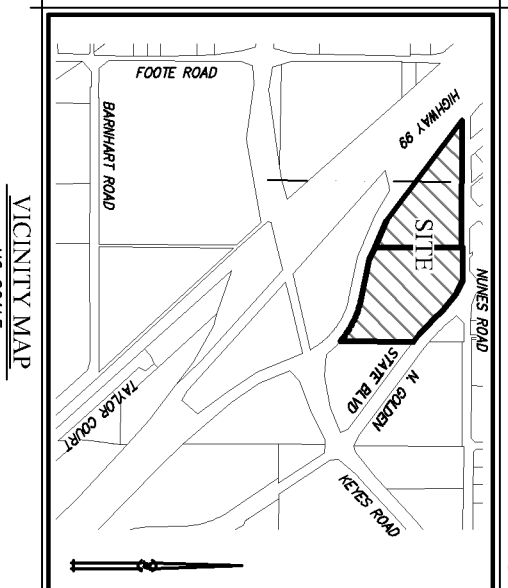 FOOTE ROAD
HIGHWAY 99
BARNHART ROAD
SITE
NUNES ROAD
N. GOLDEN
STATE BLVD
TAYLOR COURT
KEYES ROAD
VICINITY MAP